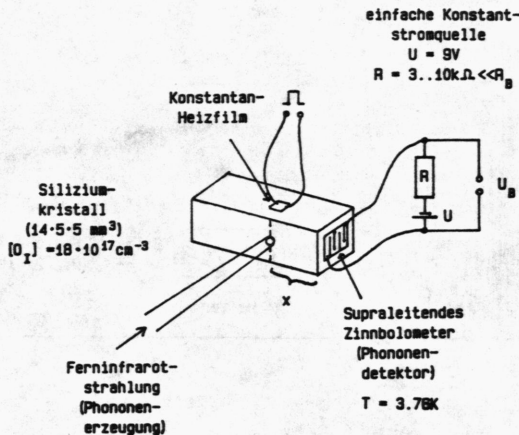 einfache Konstant-
stromquelle
U = 9V
R = 3..10kΩ ≪R_B
Konstantan-
Heizfilm
Silizium-
kristall
(14·5·5 mm³)
[O_I] =18·10¹⁷cm⁻³
R
U
U_B
x
Ferninfrarot-
strahlung
(Phononen-
erzeugung)
Supraleitendes
Zinnbolometer
(Phononen-
detektor)
T = 3.76K